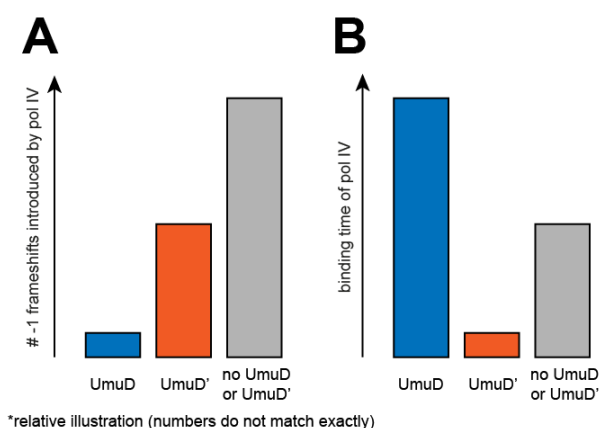 A
B
# -1 frameshifts introduced by pol IV
binding time of pol IV
UmuD
UmuD'
no UmuD
or UmuD'
UmuD
UmuD'
no UmuD
or UmuD'
*relative illustration (numbers do not match exactly)